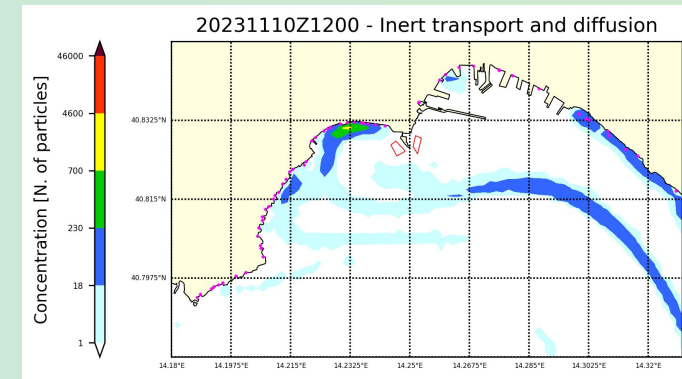 20231110Z1200 - Inert transport and diffusion
Concentration [N. of particles]
46000
4600
700
230
18
1
40.8325°N
40.815°N
40.7975°N
14.18°E 14.1975°E 14.215°E 14.2325°E 14.25°E 14.2675°E 14.285°E 14.3025°E 14.32°E